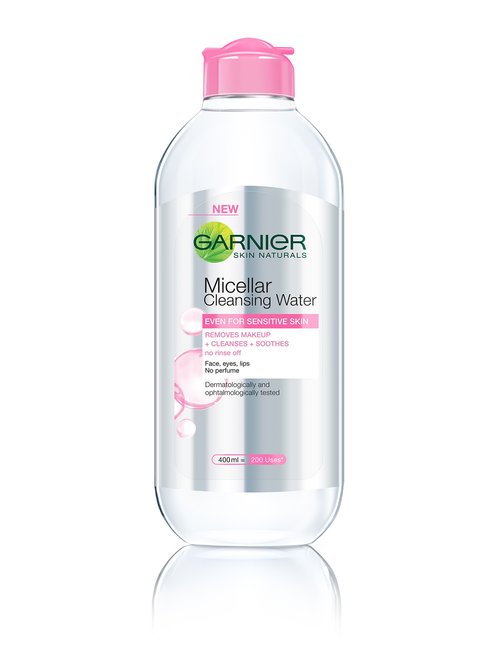 NEW
GARNIER
SKIN NATURALS
Micellar
Cleansing Water
EVEN FOR SENSITIVE SKIN
REMOVES MAKEUP
+ CLEANSES + SOOTHES
no rinse off
Face, eyes, lips
No perfume
Dermatologically and
ophtalmologically tested
400ml = 200 Uses*